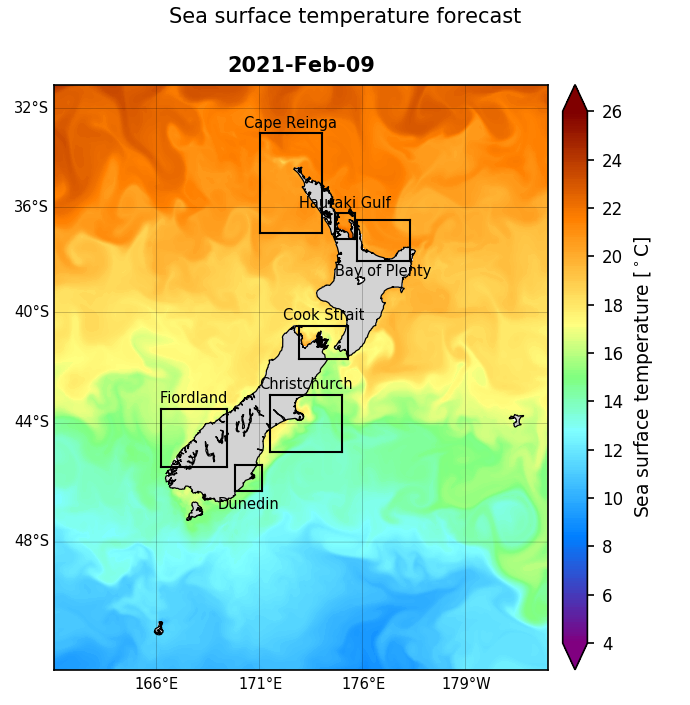 Sea surface temperature forecast
2021-Feb-09
32°S
36°S
40°S
44°S
48°S
166°E
171°E
176°E
179°W
Cape Reinga
Hauraki Gulf
Bay of Plenty
Cook Strait
Christchurch
Fiordland
Dunedin
26
24
22
20
18
16
14
12
10
8
6
4
Sea surface temperature [°C]